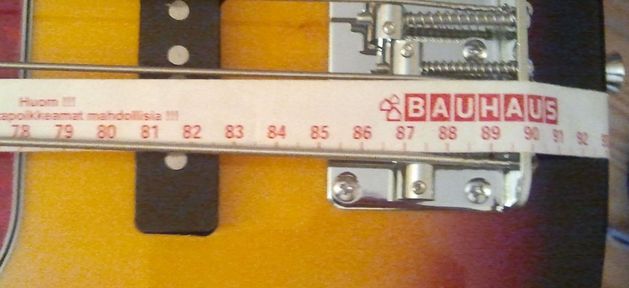 Huom !!!
BAUHAUS
tapoikkeamat mahdollisia !!!
78 79 80 81 82 83 84 85 86 87 88 89 90 91 92